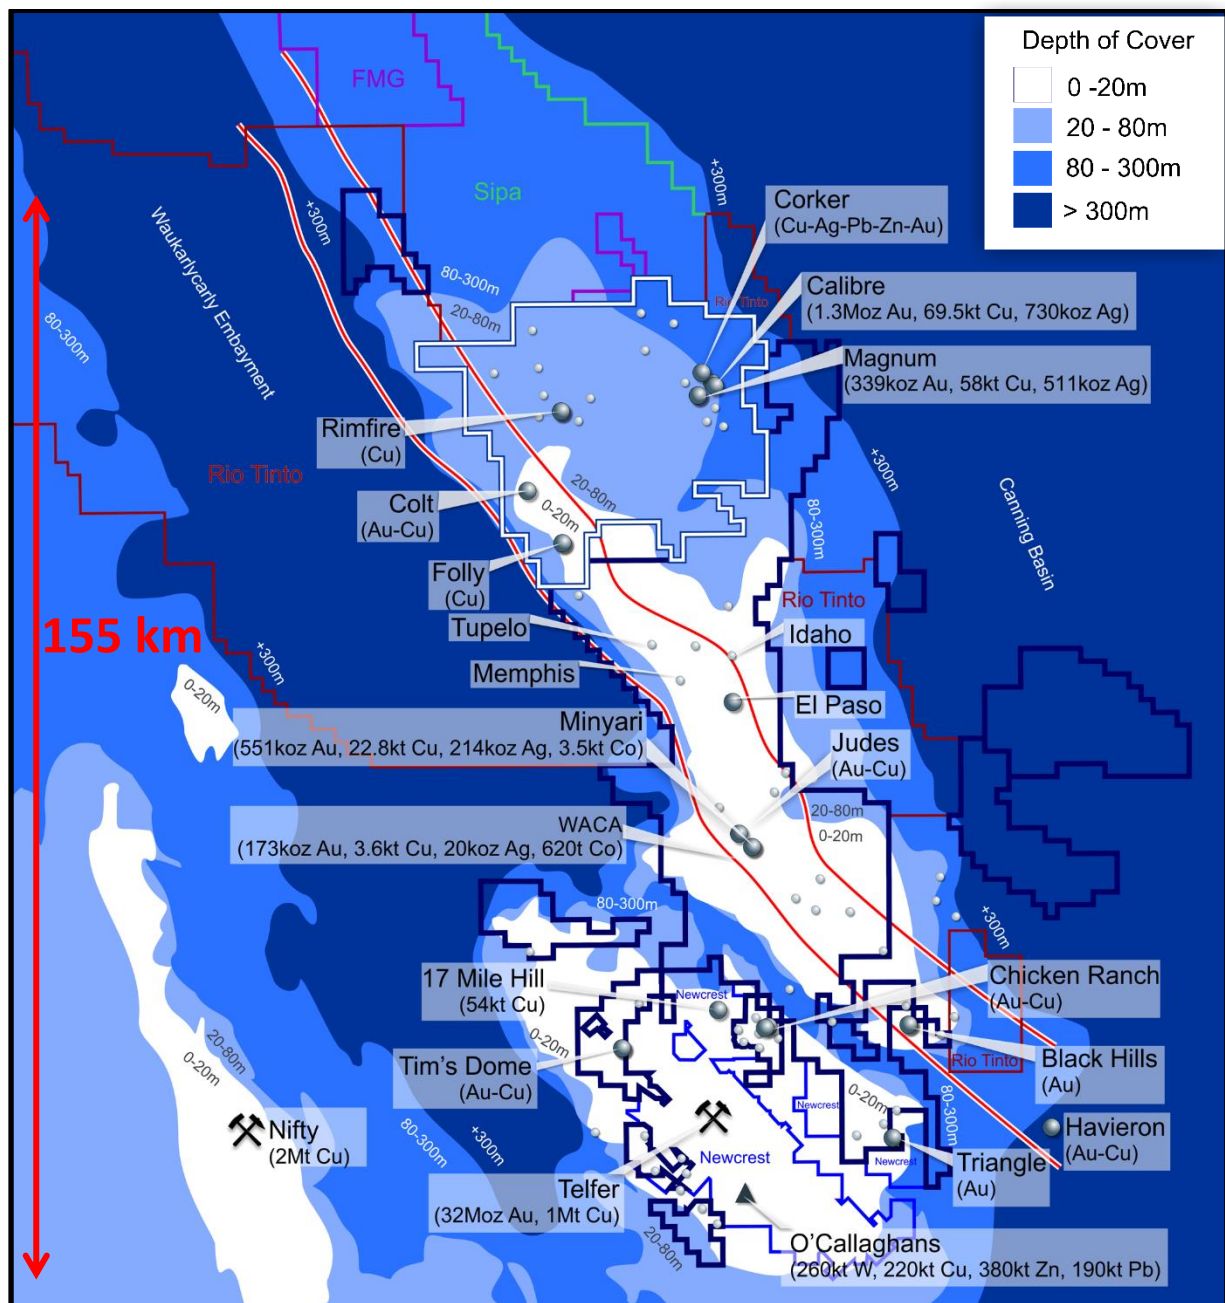 Depth of Cover
0 -20m
20 - 80m
80 - 300m
> 300m
FMG
Sipa
+300m
Corker
(Cu-Ag-Pb-Zn-Au)
Waukarlycarly Embayment
+300m
80-300m
20-80m
Rio Tinto
Calibre
(1.3Moz Au, 69.5kt Cu, 730koz Ag)
80-300m
Magnum
(339koz Au, 58kt Cu, 511koz Ag)
Rimfire
(Cu)
Rio Tinto
+300m
Colt
(Au-Cu)
20-80m
0-20m
80-300m
Canning Basin
Folly
(Cu)
Rio Tinto
155 km
Tupelo
Idaho
+300m
Memphis
0-20m
El Paso
Minyari
(551koz Au, 22.8kt Cu, 214koz Ag, 3.5kt Co)
Judes
(Au-Cu)
WACA
(173koz Au, 3.6kt Cu, 20koz Ag, 620t Co)
20-80m
0-20m
80-300m
+300m
17 Mile Hill
(54kt Cu)
Newcrest
Chicken Ranch
(Au-Cu)
20-80m
0-20m
0-20m
Tim's Dome
(Au-Cu)
Rio Tinto
Black Hills
(Au)
Newcrest
0-20m
80-300m
Nifty
(2Mt Cu)
80-300m
+300m
Havieron
(Au-Cu)
Newcrest
Newcrest
Triangle
(Au)
Telfer
(32Moz Au, 1Mt Cu)
20-80m
O'Callaghans
(260kt W, 220kt Cu, 380kt Zn, 190kt Pb)